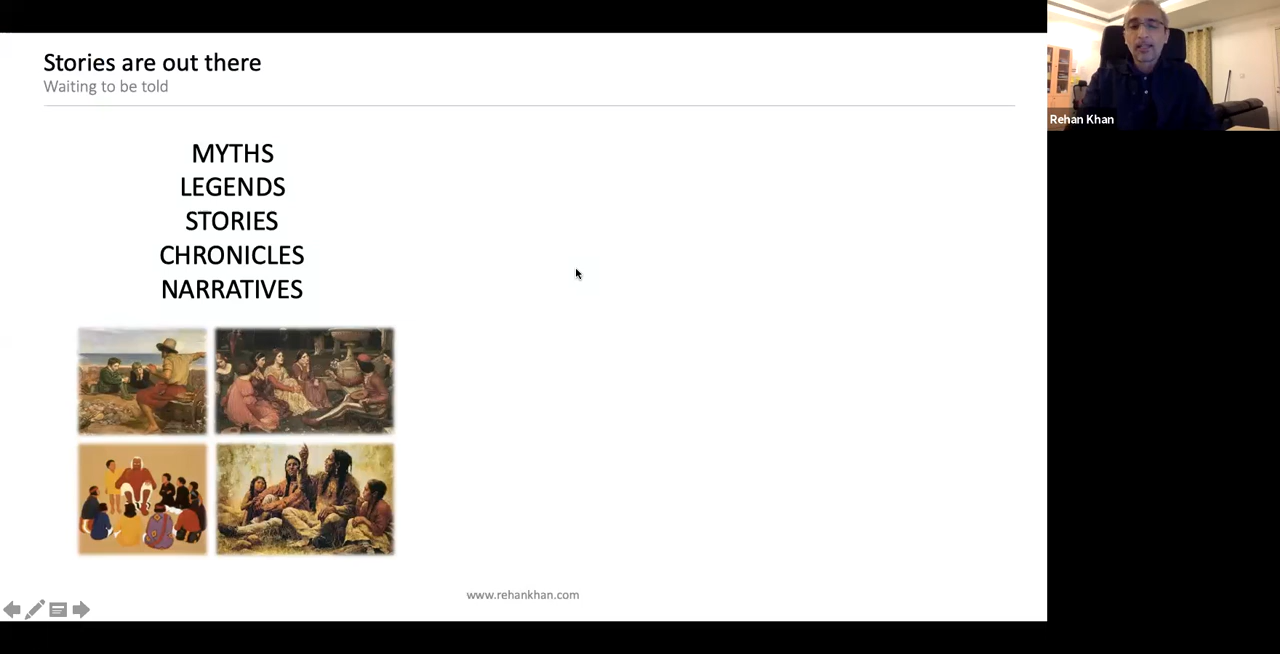 Stories are out there
Waiting to be told
MYTHS
LEGENDS
STORIES
CHRONICLES
NARRATIVES
www.rehankhan.com
Rehan Khan